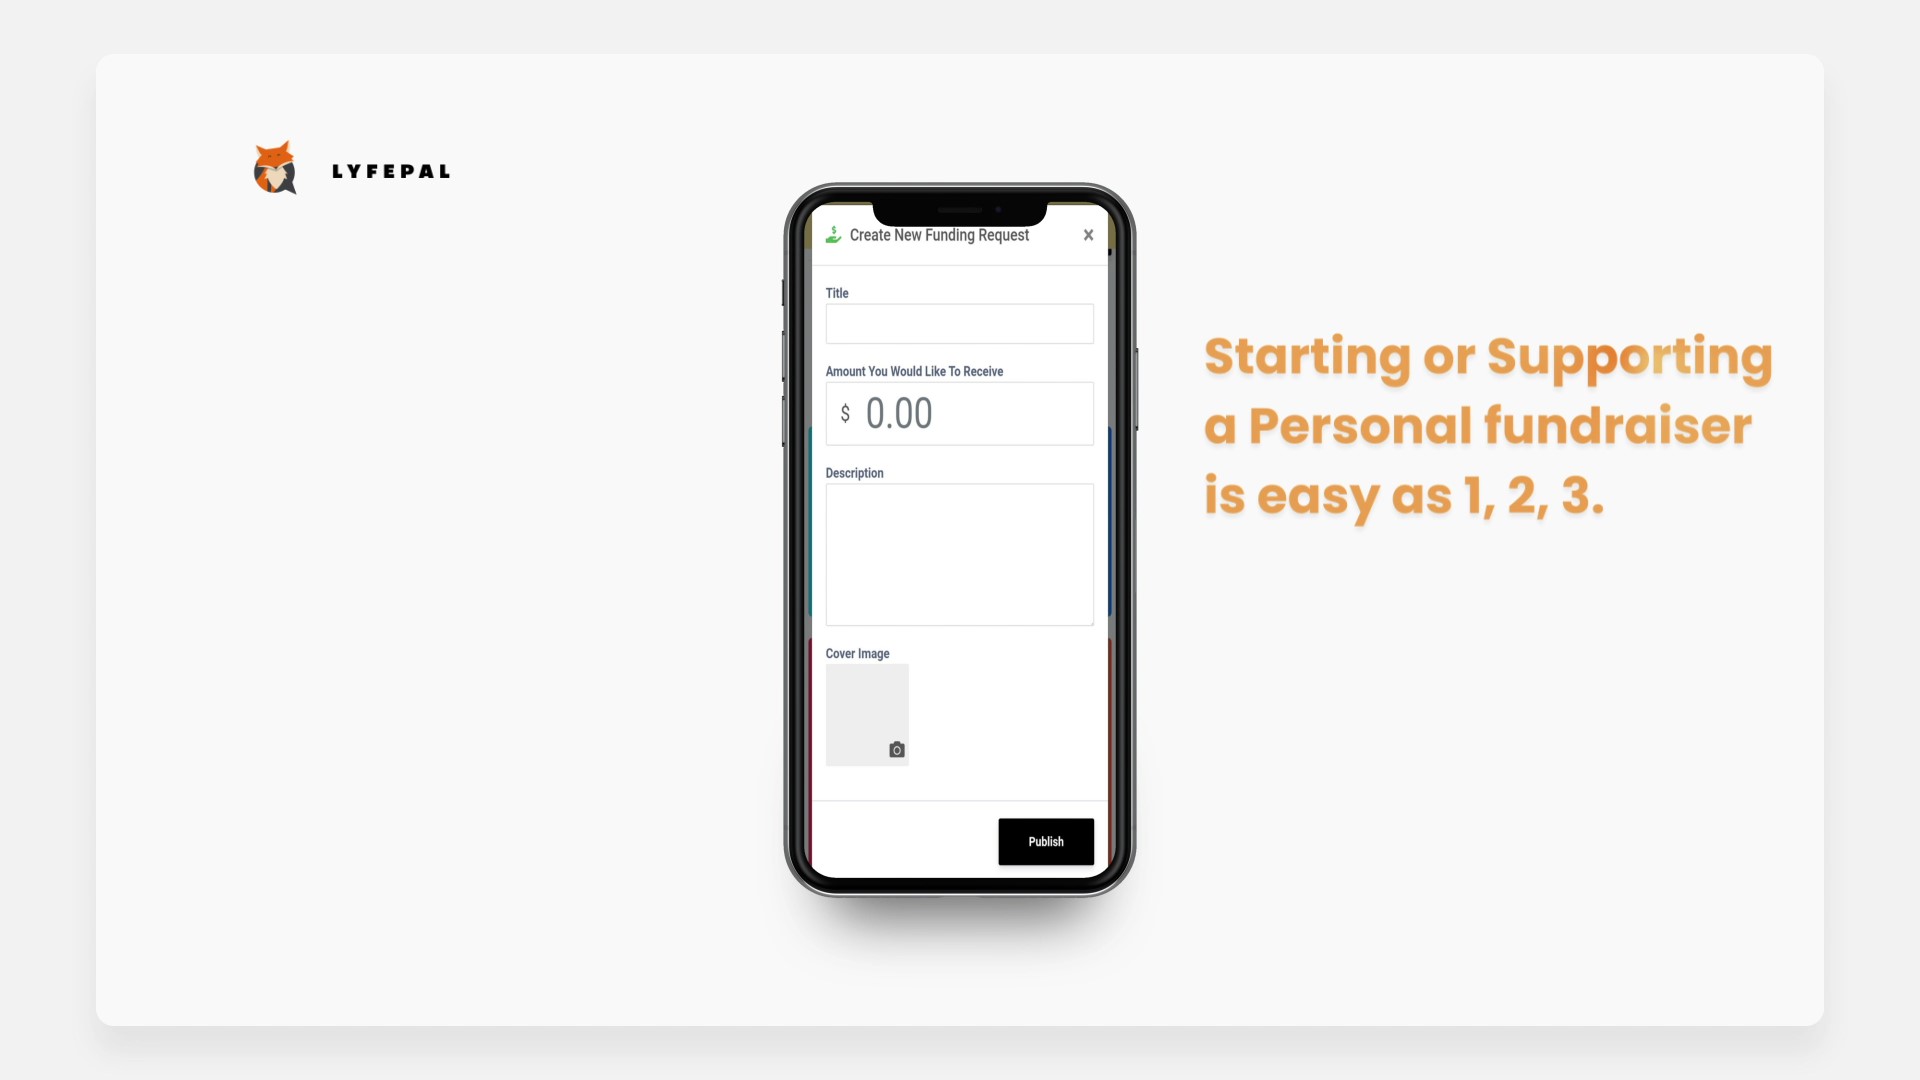 LYFEPAL
Create New Funding Request
Title
Amount You Would Like To Receive
$ 0.00
Description
Cover Image
Publish
Starting or Supporting
a Personal fundraiser
is easy as 1, 2, 3.